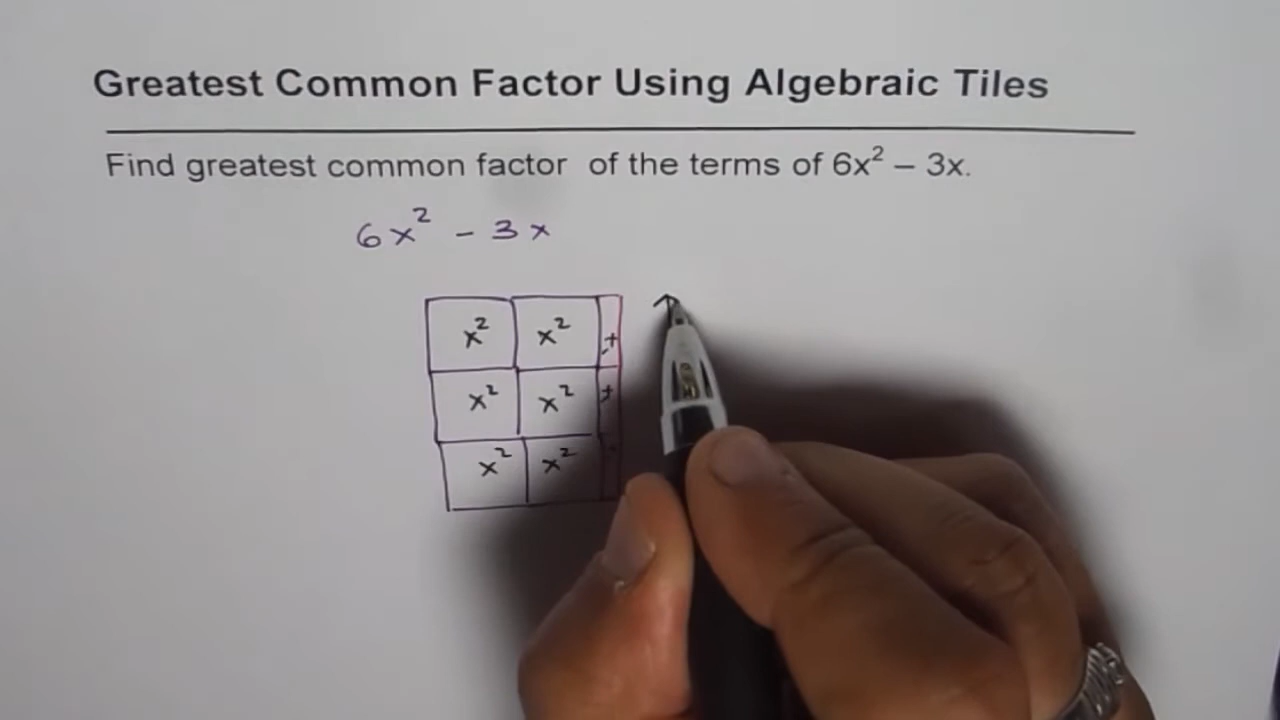 Greatest Common Factor Using Algebraic Tiles
Find greatest common factor of the terms of 6x² – 3x.
6x² - 3x
x² x²
x² x²
x² x²